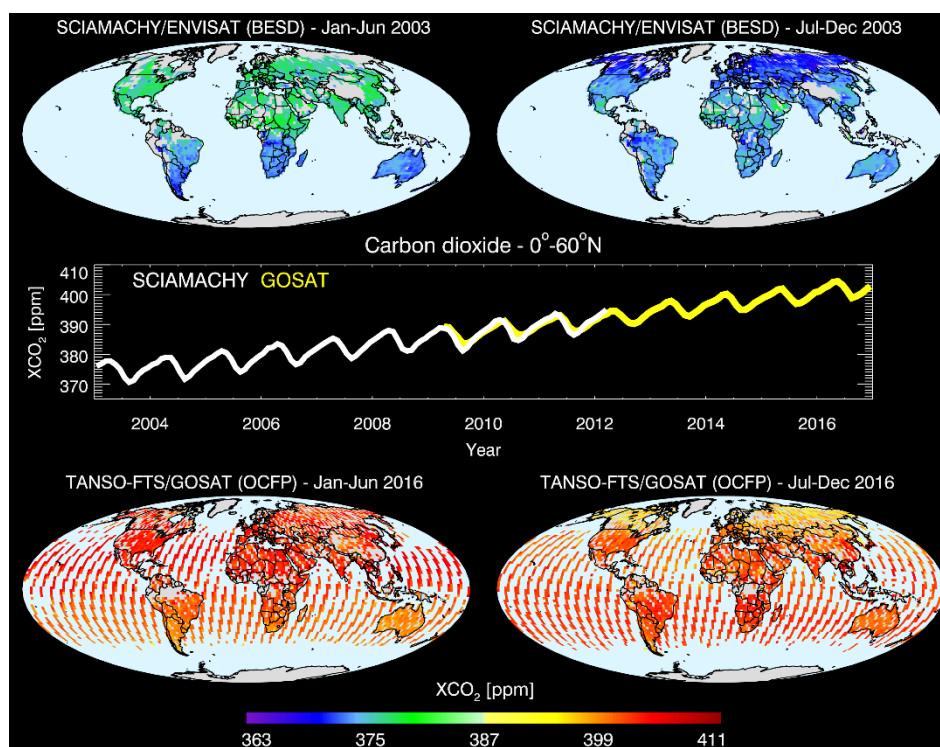 SCIAMACHY/ENVISAT (BESD) - Jan-Jun 2003
SCIAMACHY/ENVISAT (BESD) - Jul-Dec 2003
Carbon dioxide - 0°-60°N
SCIAMACHY GOSAT
XCO₂ [ppm]
410
400
390
380
370
2004 2006 2008 2010 2012 2014 2016
Year
TANSO-FTS/GOSAT (OCFP) - Jan-Jun 2016
TANSO-FTS/GOSAT (OCFP) - Jul-Dec 2016
XCO₂ [ppm]
363 375 387 399 411